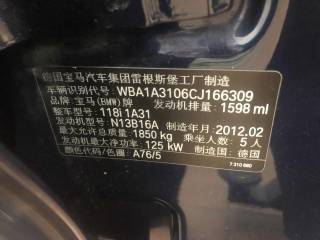 德国宝马汽车集团雷根斯堡工厂制造
车辆识别代号: WBA1A3106CJ166309
品牌: 宝马(BMW)牌 发动机排量: 1598 ml
整车型号: 118i 1A31
发动机型号: N13B16A 制造年月: 2012.02
最大允许总质量: 1850 kg 乘坐人数: 5 人
发动机最大净功率: 125 kW 制造国: 德国
颜色代码/色: A76/5
7 310 680